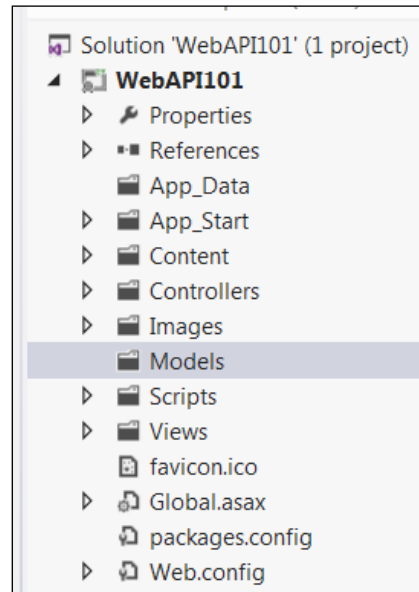 Solution 'WebAPI101' (1 project)
WebAPI101
Properties
References
App_Data
App_Start
Content
Controllers
Images
Models
Scripts
Views
favicon.ico
Global.asax
packages.config
Web.config